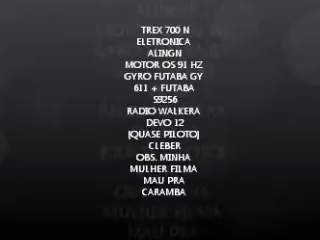 TREX 700 N
ELETRONICA
ALINGN
MOTOR OS 91 HZ
GYRO FUTABA GY
611 + FUTABA
S9256
RADIO WALKERA
DEVO 12
(QUASE PILOTO)
CLEBER
OBS. MINHA
MULHER FILMA
MAU PRA
CARAMBA